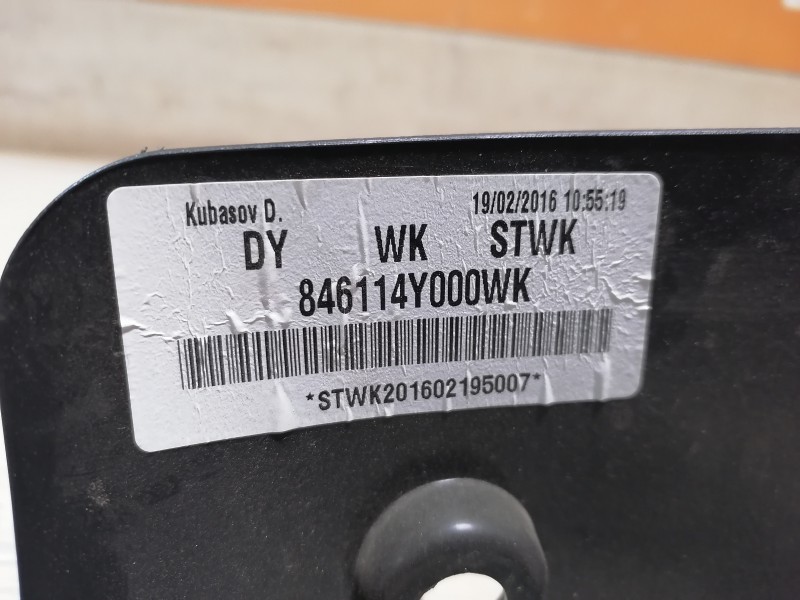 Kubasov D. 19/02/2016 10:55:19
DY WK STWK
846114Y000WK
*STWK201602195007*